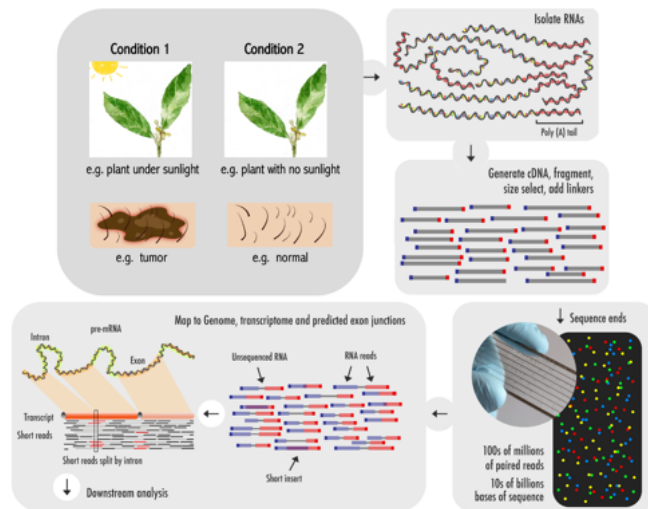 Condition 1
Condition 2
e.g. plant under sunlight
e.g. plant with no sunlight
e.g. tumor
e.g. normal
Isolate RNAs
Poly (A) tail
Generate cDNA, fragment,
size select, add linkers
Sequence ends
100s of millions
of paired reads
10s of billions
bases of sequence
Map to Genome, transcriptome and predicted exon junctions
Unsequenced RNA
RNA reads
Short insert
pre-mRNA
Intron
Exon
Transcript
Short reads
Short reads split by intron
Downstream analysis